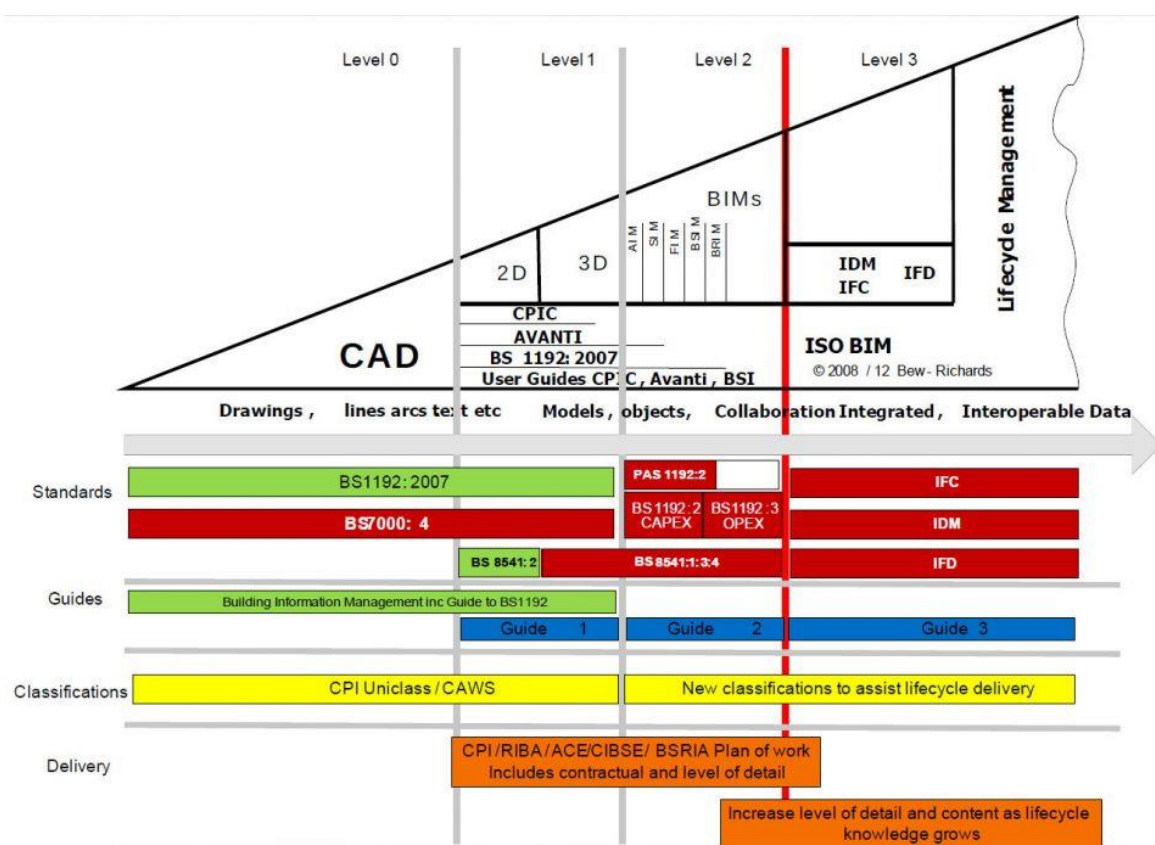 Level 0
Level 1
Level 2
Level 3
Lifecycle Management
BIMs
AIM
SIM
FIM
BSIM
BRIM
2D
3D
IDM
IFD
IFC
CPIC
AVANTI
CAD
BS 1192: 2007
ISO BIM
User Guides CPIC , Avanti , BSI
© 2008 / 12 Bew- Richards
Drawings , lines arcs text etc Models , objects, Collaboration Integrated , Interoperable Data
Standards
BS1192: 2007
PAS 1192:2
IFC
BS7000: 4
BS1192 :2
CAPEX
BS1192 :3
OPEX
IDM
BS 8541: 2
BS8541:1:3:4
IFD
Guides
Building Information Management inc Guide to BS1192
Guide 1
Guide 2
Guide 3
Classifications
CPI Uniclass / CAWS
New classifications to assist lifecycle delivery
Delivery
CPI /RIBA / ACE/CIBSE/ BSRIA Plan of work
Includes contractual and level of detail
Increase level of detail and content as lifecycle
knowledge grows